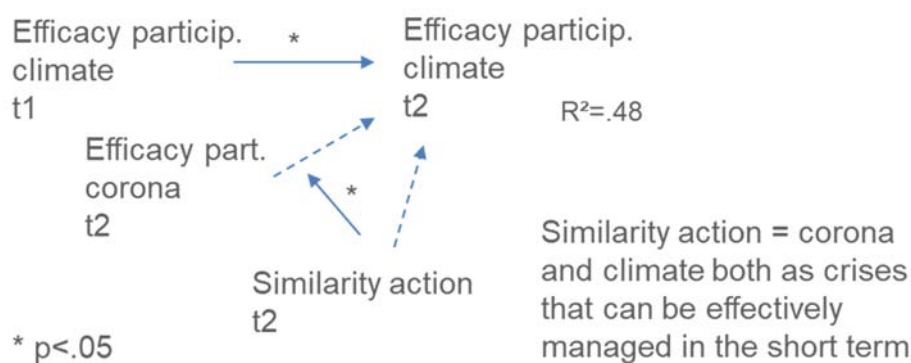 Efficacy particip.
climate
t1
*
Efficacy particip.
climate
t2
R²=.48
Efficacy part.
corona
t2
*
Similarity action
t2
Similarity action = corona
and climate both as crises
that can be effectively
managed in the short term
* p<.05